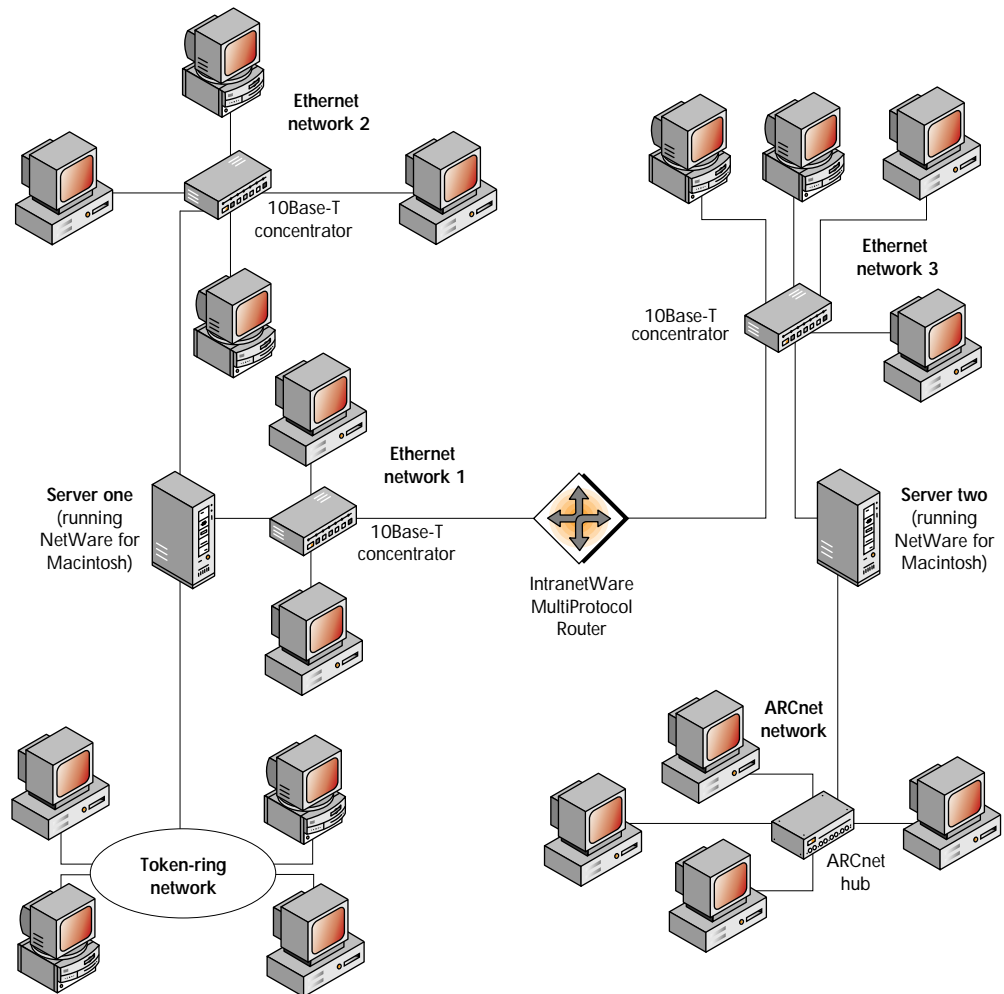 Ethernet
network 2
10Base-T
concentrator
Ethernet
network 3
10Base-T
concentrator
Ethernet
network 1
10Base-T
concentrator
Server one
(running
NetWare for
Macintosh)
IntranetWare
MultiProtocol
Router
Server two
(running
NetWare for
Macintosh)
ARCnet
network
ARCnet
hub
Token-ring
network